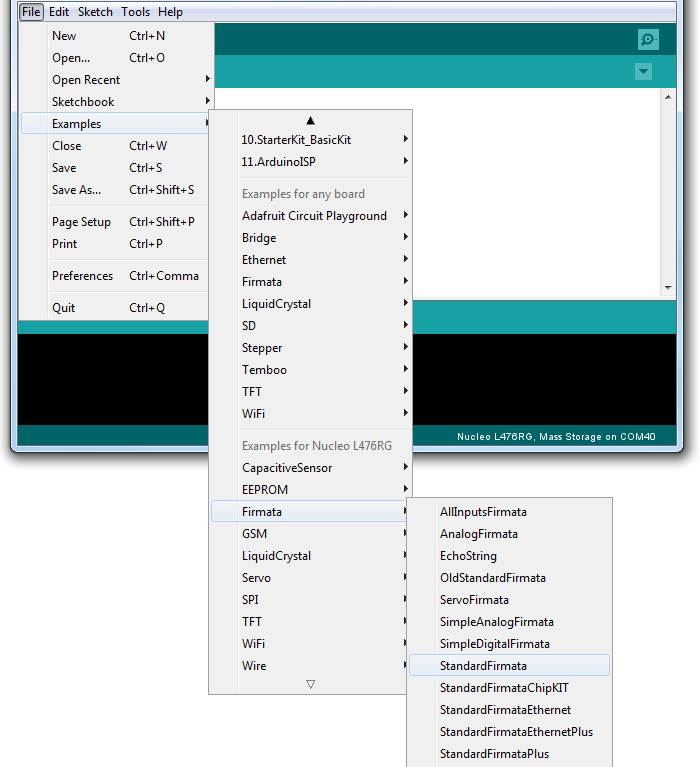 File Edit Sketch Tools Help
New Ctrl+N
Open... Ctrl+O
Open Recent
Sketchbook
Examples
Close Ctrl+W
Save Ctrl+S
Save As... Ctrl+Shift+S
Page Setup Ctrl+Shift+P
Print Ctrl+P
Preferences Ctrl+Comma
Quit Ctrl+Q
10.StarterKit_BasicKit
11.ArduinoISP
Examples for any board
Adafruit Circuit Playground
Bridge
Ethernet
Firmata
LiquidCrystal
SD
Stepper
Temboo
TFT
WiFi
Examples for Nucleo L476RG
CapacitiveSensor
EEPROM
Firmata
GSM
LiquidCrystal
Servo
SPI
TFT
WiFi
Wire
AllInputsFirmata
AnalogFirmata
EchoString
OldStandardFirmata
ServoFirmata
SimpleAnalogFirmata
SimpleDigitalFirmata
StandardFirmata
StandardFirmataChipKIT
StandardFirmataEthernet
StandardFirmataEthernetPlus
StandardFirmataPlus
Nucleo L476RG, Mass Storage on COM40